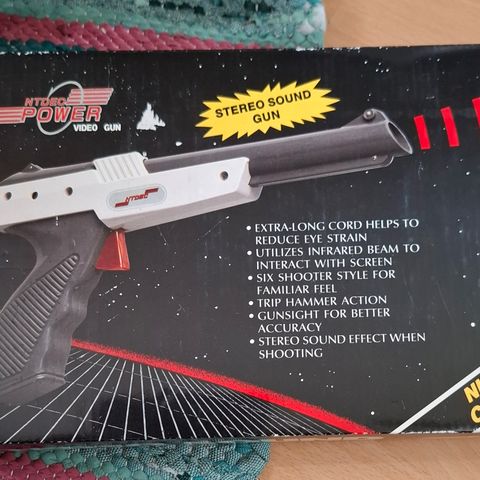 NTDEC
POWER
VIDEO GUN
STEREO SOUND
GUN
NTDEC
• EXTRA-LONG CORD HELPS TO
REDUCE EYE STRAIN
• UTILIZES INFRARED BEAM TO
INTERACT WITH SCREEN
• SIX SHOOTER STYLE FOR
FAMILIAR FEEL
• TRIP HAMMER ACTION
• GUNSIGHT FOR BETTER
ACCURACY
• STEREO SOUND EFFECT WHEN
SHOOTING